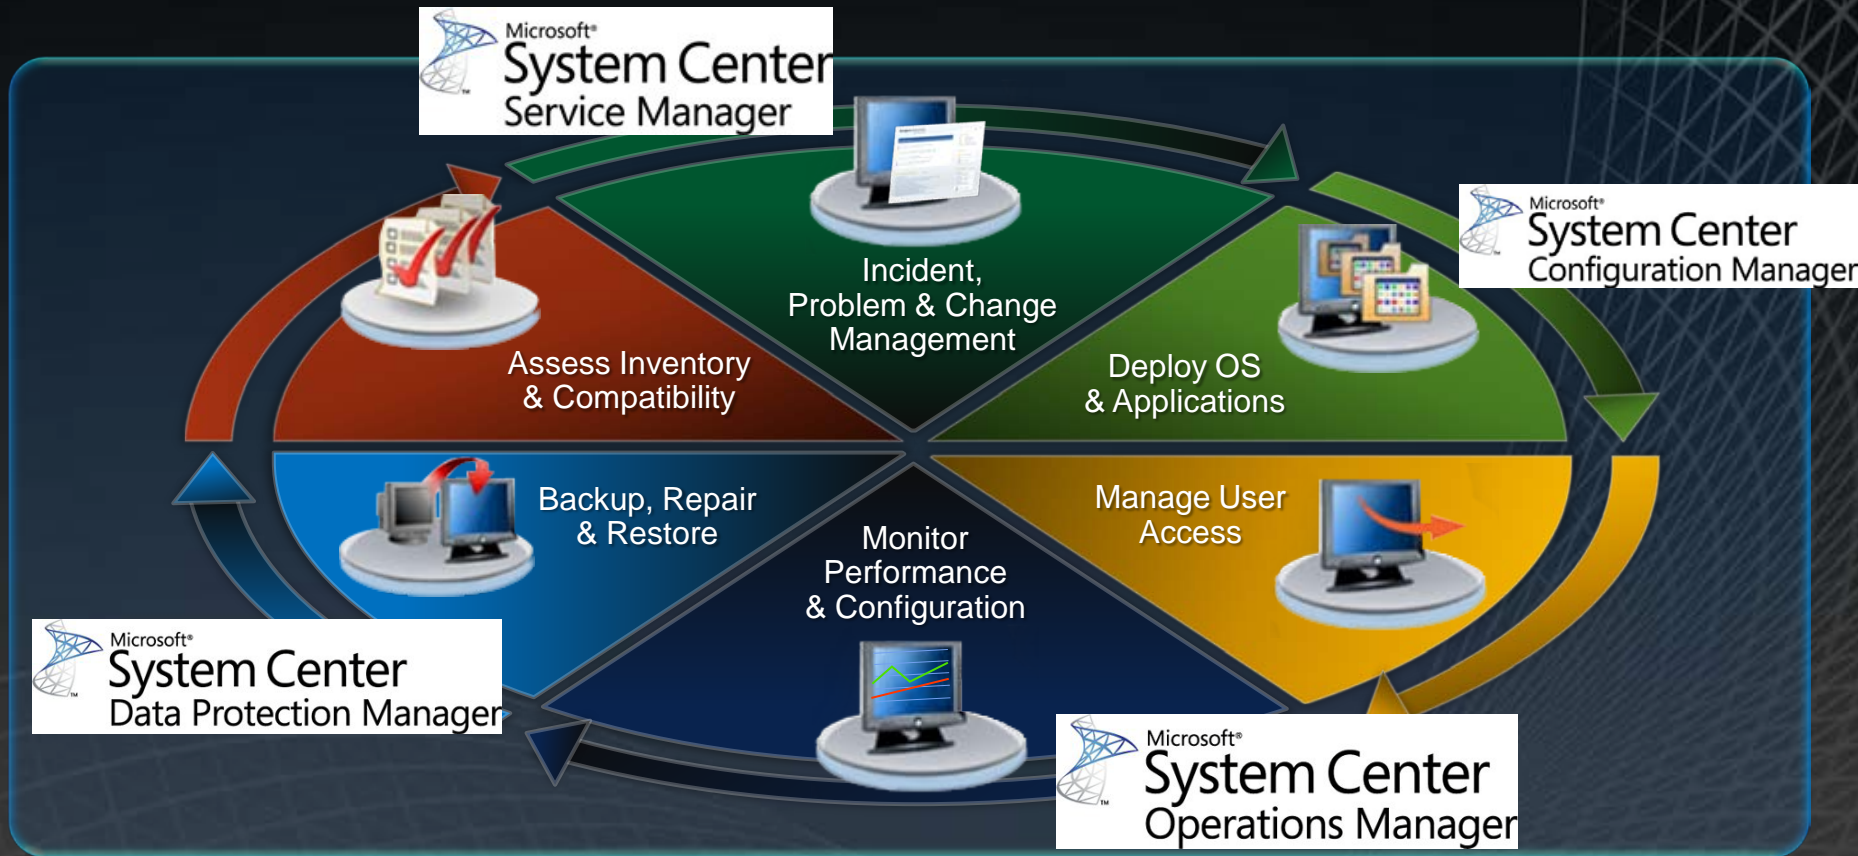 Microsoft®
System Center
Service Manager
Microsoft®
System Center
Configuration Manager
Incident,
Problem & Change
Management
Assess Inventory
& Compatibility
Deploy OS
& Applications
Backup, Repair
& Restore
Manage User
Access
Monitor
Performance
& Configuration
Microsoft®
System Center
Data Protection Manager
Microsoft®
System Center
Operations Manager